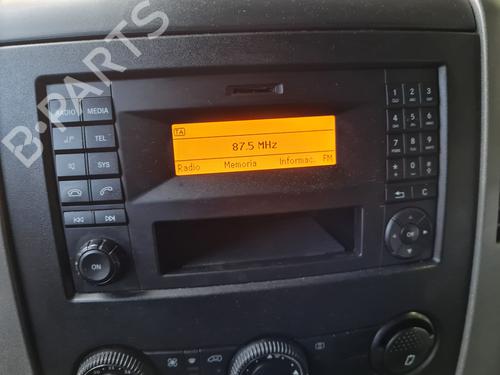 B-PARTS
RADIO MEDIA
TEL
SYS
ON
TA
87.5 MHz
Radio Memoria Informac. FM
1 2 3
4 5 6
7 8 9
* 0 #
C
OK